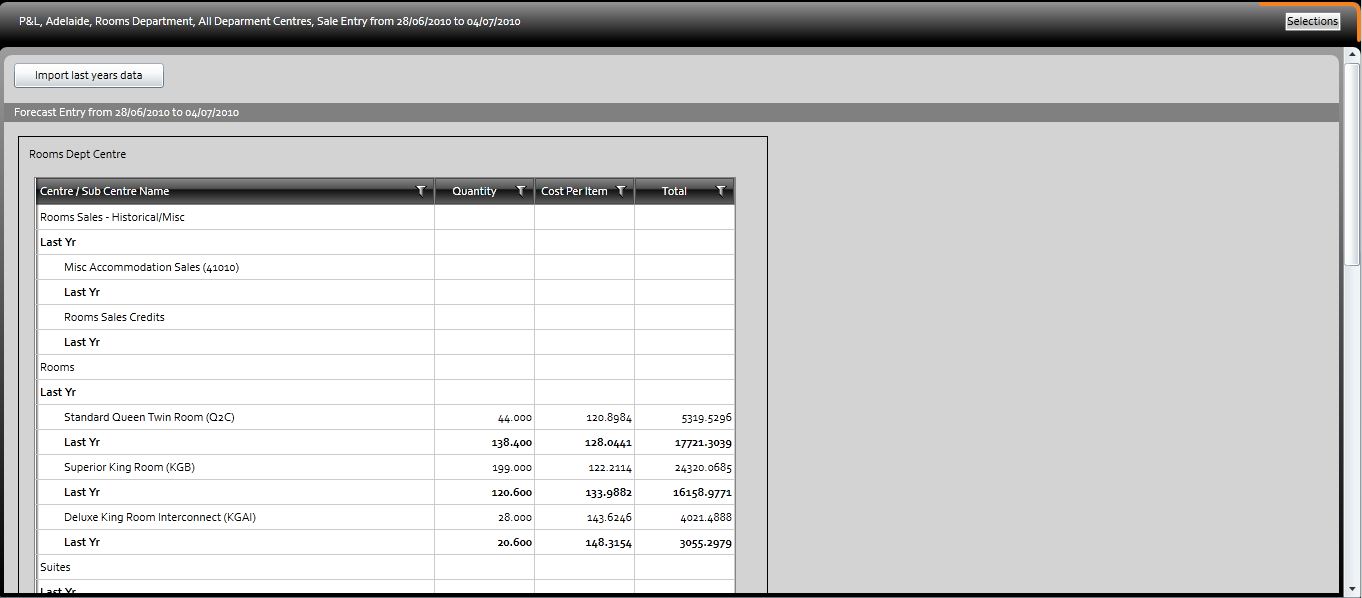 P&L, Adelaide, Rooms Department, All Deparment Centres, Sale Entry from 28/06/2010 to 04/07/2010 Selections
Import last years data
Forecast Entry from 28/06/2010 to 04/07/2010
Rooms Dept Centre
Centre / Sub Centre Name Quantity Cost Per Item Total
Rooms Sales - Historical/Misc
Last Yr
Misc Accommodation Sales (41010)
Last Yr
Rooms Sales Credits
Last Yr
Rooms
Last Yr
Standard Queen Twin Room (Q2C) 44.000 120.8984 5319.5296
Last Yr 138.400 128.0441 17721.3039
Superior King Room (KGB) 199.000 122.2114 24320.0685
Last Yr 120.600 133.9882 16158.9771
Deluxe King Room Interconnect (KGAI) 28.000 143.6246 4021.4888
Last Yr 20.600 148.3154 3055.2979
Suites
Last Yr